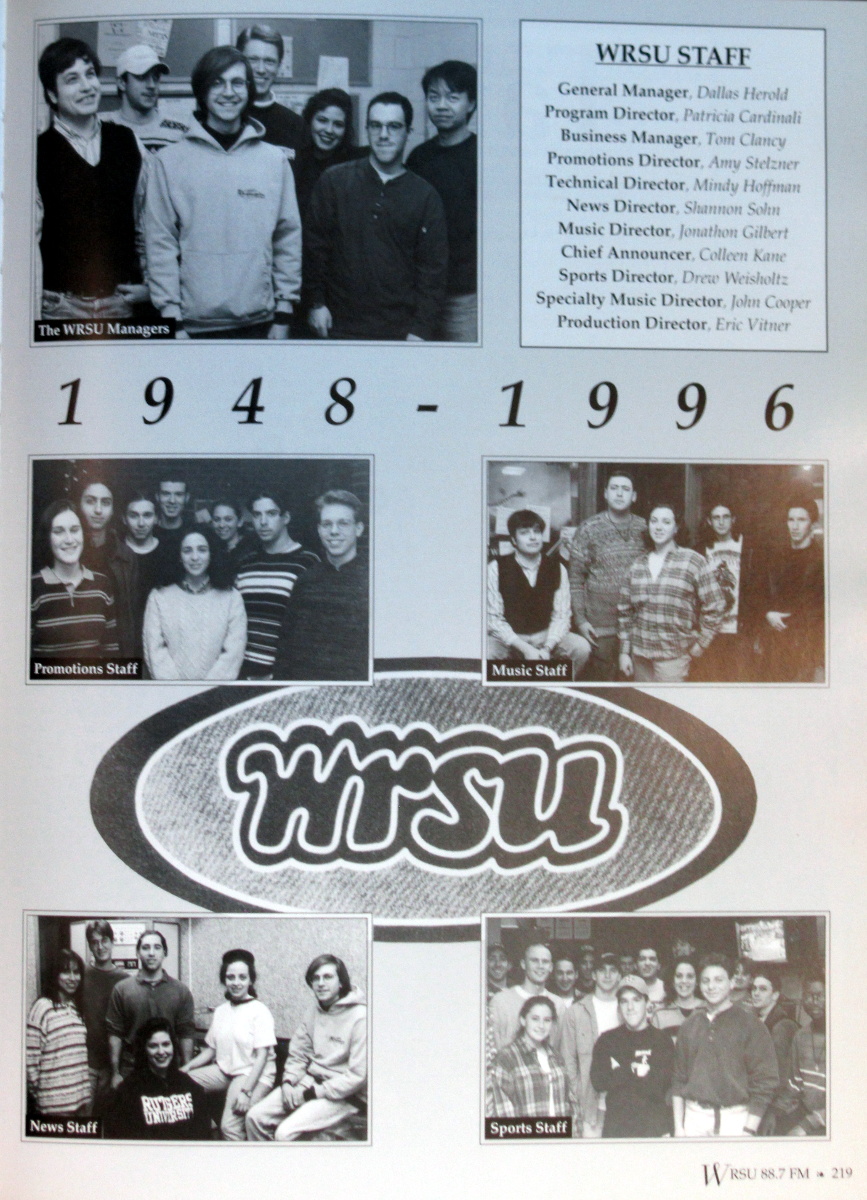 WRSU STAFF
General Manager, Dallas Herold
Program Director, Patricia Cardinali
Business Manager, Tom Clancy
Promotions Director, Amy Stelzner
Technical Director, Mindy Hoffman
News Director, Shannon Sohn
Music Director, Jonathon Gilbert
Chief Announcer, Colleen Kane
Sports Director, Drew Weisholtz
Specialty Music Director, John Cooper
Production Director, Eric Vitner
The WRSU Managers
1948-1996
Promotions Staff
Music Staff
wrsu
RUTGERS
UNIVERSITY
News Staff
Sports Staff
WRSU 88.7 FM ❧ 219